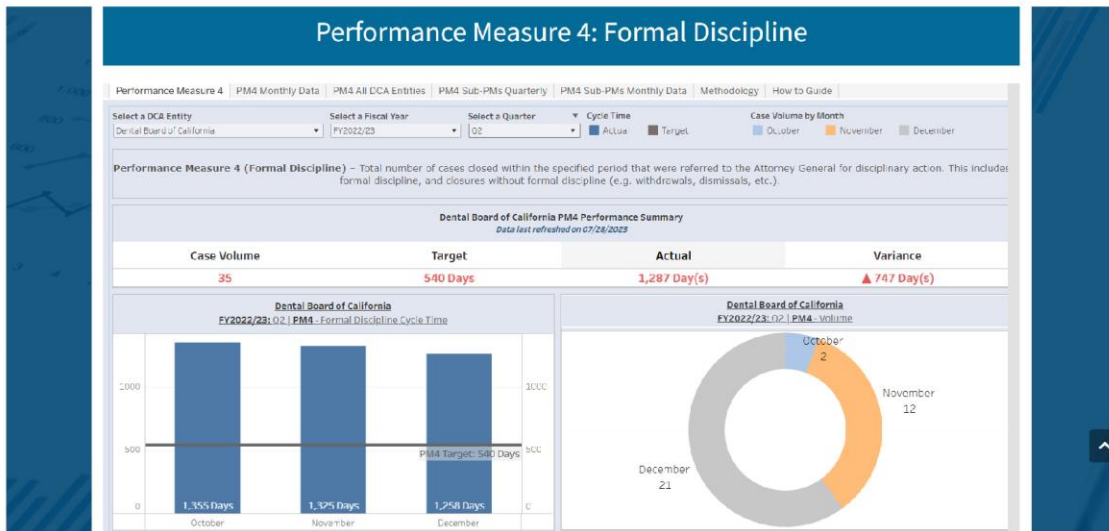 Performance Measure 4: Formal Discipline
Performance Measure 4 PM4 Monthly Data PM4 All DCA Entities PM4 Sub-PMs Quarterly PM4 Sub-PMs Monthly Data Methodology How to Guide
Select a DCA Entity Select a Fiscal Year Select a Quarter Cycle Time Case Volume by Month
Dental Board of California FY2022/23 Q2 Actua Target October November December
Performance Measure 4 (Formal Discipline) – Total number of cases closed within the specified period that were referred to the Attorney General for disciplinary action. This includes
formal discipline, and closures without formal discipline (e.g. withdrawals, dismissals, etc.).
Dental Board of California PM4 Performance Summary
Data last refreshed on 07/28/2023
Case Volume Target Actual Variance
35 540 Days 1,287 Day(s) ▲ 747 Day(s)
Dental Board of California
FY2022/23: Q2 | PM4 - Formal Discipline Cycle Time
1000 1000
500 500
PM4 Target: 540 Days
0 0
1,355 Days 1,325 Days 1,258 Days
October November December
Dental Board of California
FY2022/23: Q2 | PM4 - Volume
October
2
November
12
December
21